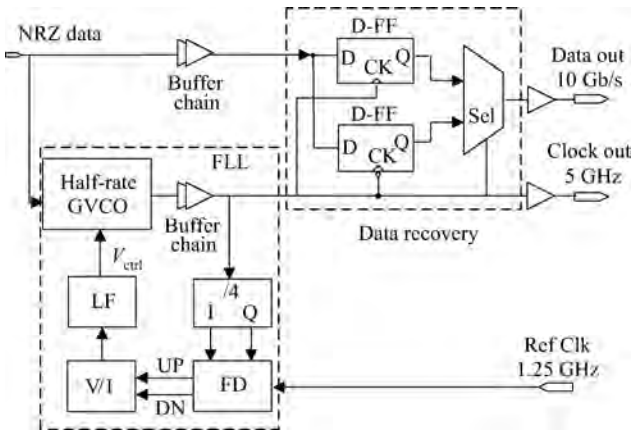 NRZ data
Buffer
chain
D-FF
D
Q
CK
D-FF
D
Q
CK
Sel
Data out
10 Gb/s
Clock out
5 GHz
Data recovery
FLL
Half-rate
GVCO
Buffer
chain
Vctrl
LF
/4
I Q
V/I
UP
DN
FD
Ref Clk
1.25 GHz